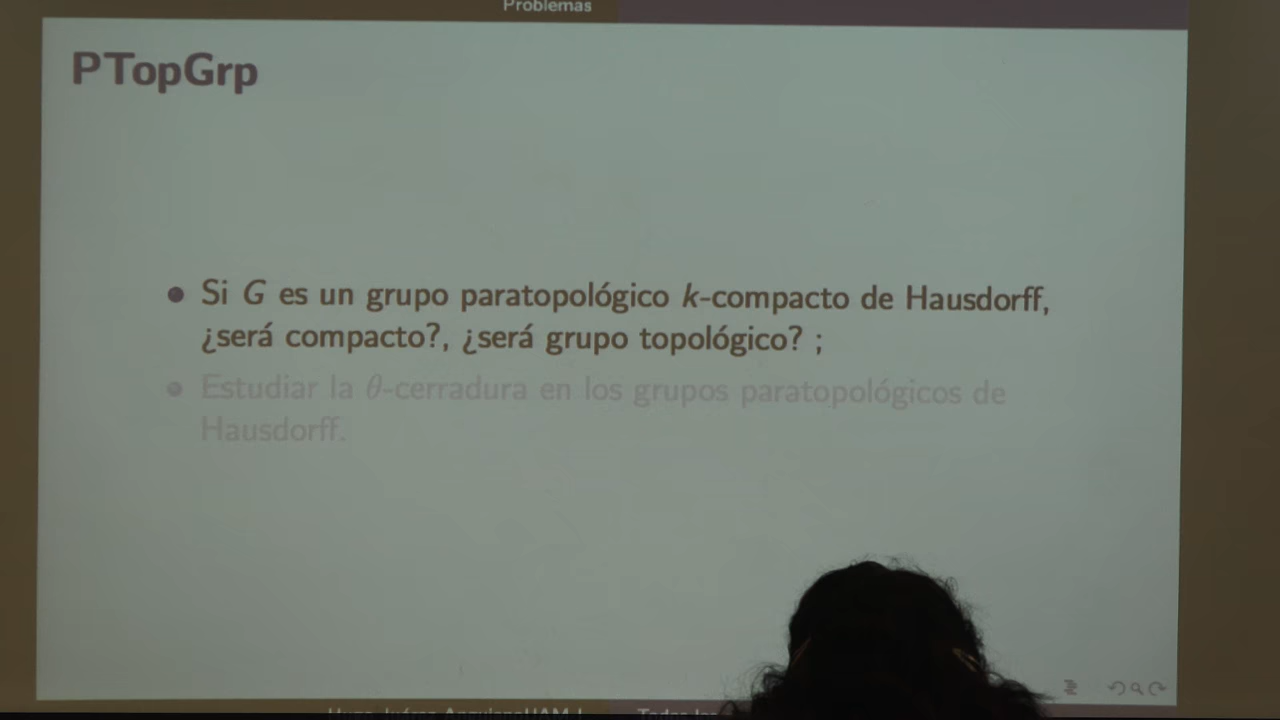 Problemas
PTopGrp
• Si G es un grupo paratopológico k-compacto de Hausdorff,
¿será compacto?, ¿será grupo topológico? ;
• Estudiar la θ-cerradura en los grupos paratopológicos de
Hausdorff.